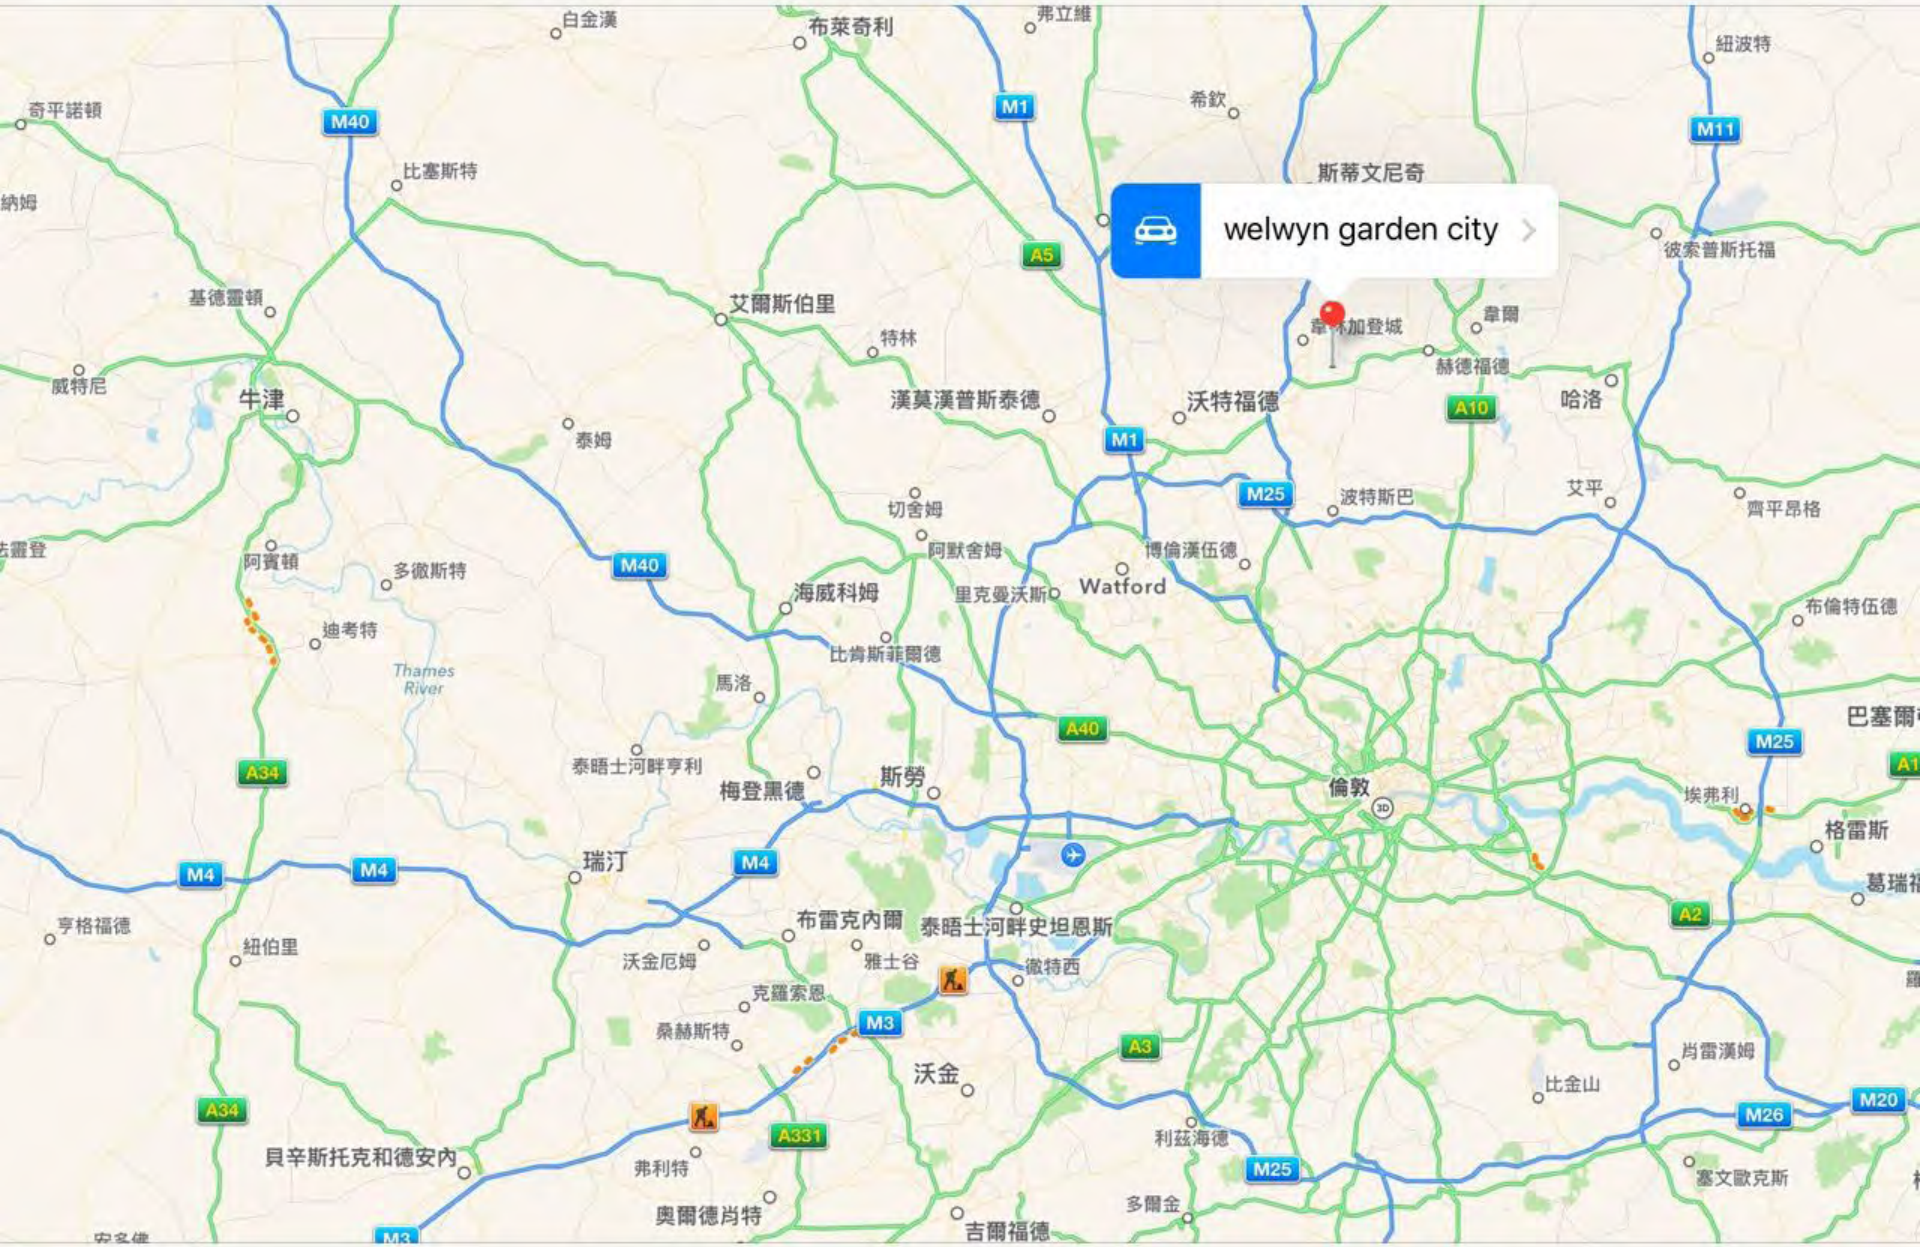 白金漢
布萊奇利
弗立維
紐波特
奇平諾頓
M40
M1
希欽
M11
比塞斯特
斯蒂文尼奇
納姆
welwyn garden city
A5
彼索普斯托福
基德靈頓
艾爾斯伯里
韋爾
特林
加登城
赫德福德
威特尼
牛津
漢莫漢普斯泰德
沃特福德
A10
哈洛
泰姆
M1
M25
波特斯巴
艾平
切舍姆
齊平昂格
阿默舍姆
博倫漢伍德
法靈登
阿賓頓
多徹斯特
M40
海威科姆
里克曼沃斯
Watford
布倫特伍德
迪考特
比肯斯菲爾德
Thames
River
馬洛
A40
巴塞爾
M25
泰晤士河畔亨利
A34
斯勞
梅登黑德
倫敦
3D
埃弗利
A1
格雷斯
瑞汀
M4
M4
M4
葛瑞福
亨格福德
布雷克內爾
泰晤士河畔史坦恩斯
A2
紐伯里
沃金厄姆
雅士谷
徹特西
克羅索恩
桑赫斯特
M3
A3
肖雷漢姆
沃金
比金山
A34
M20
M26
A331
利茲海德
貝辛斯托克和德安內
弗利特
M25
塞文歐克斯
奧爾德肖特
多爾金
吉爾福德
M3
安多佛